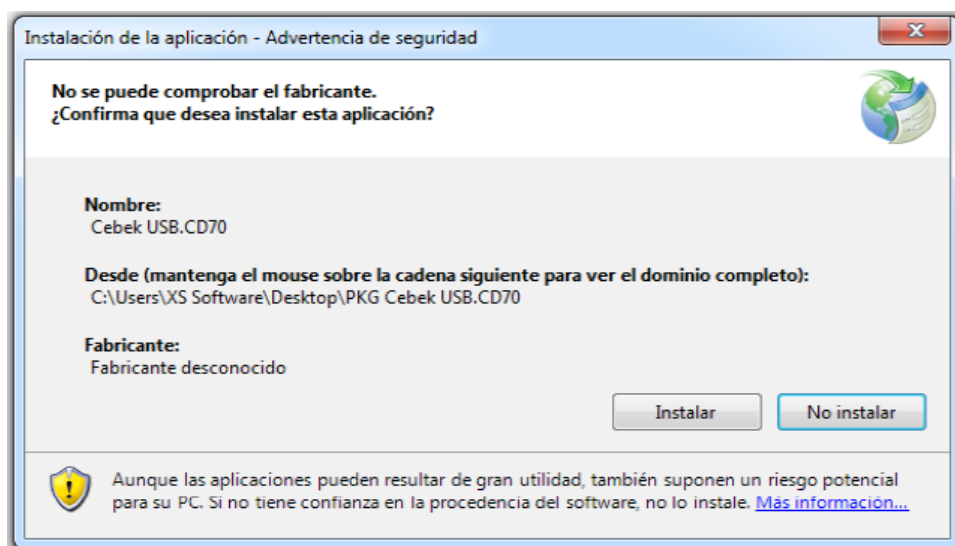 Instalación de la aplicación - Advertencia de seguridad
No se puede comprobar el fabricante.
¿Confirma que desea instalar esta aplicación?
Nombre:
Cebek USB.CD70
Desde (mantenga el mouse sobre la cadena siguiente para ver el dominio completo):
C:\Users\XS Software\Desktop\PKG Cebek USB.CD70
Fabricante:
Fabricante desconocido
Instalar
No instalar
Aunque las aplicaciones pueden resultar de gran utilidad, también suponen un riesgo potencial
para su PC. Si no tiene confianza en la procedencia del software, no lo instale. Más información...